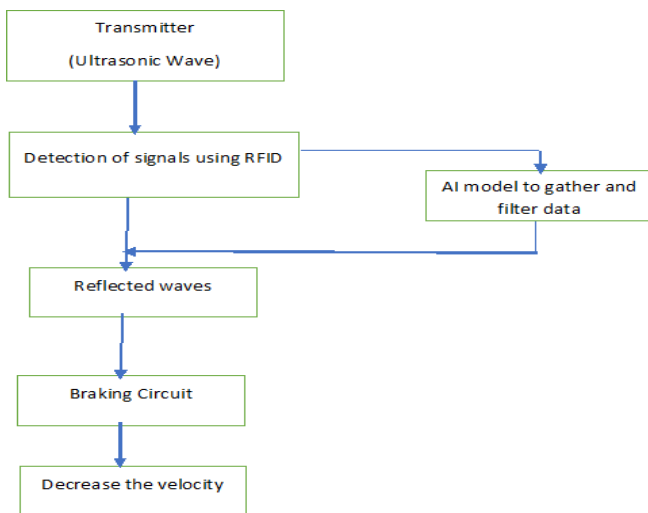 Transmitter
(Ultrasonic Wave)
Detection of signals using RFID
AI model to gather and
filter data
Reflected waves
Braking Circuit
Decrease the velocity